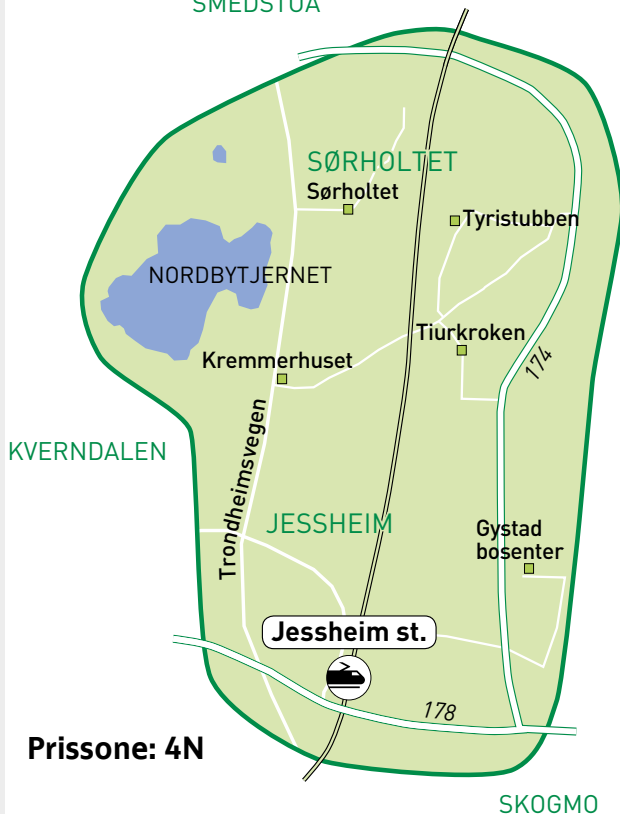 SMEDSTUA
SØRHOLTET
Sørholtet
Tyristubben
NORDBYTJERNET
Tiurkroken
Kremmerhuset
174
KVERNDALEN
Trondheimsvegen
JESSHEIM
Gystad
bosenter
Jessheim st.
178
Prissone: 4N
SKOGMO